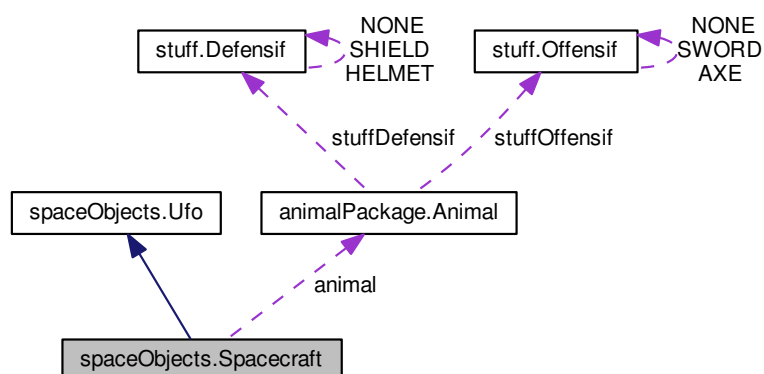 NONE
SHIELD
HELMET
stuff.Defensif
NONE
SWORD
AXE
stuff.Offensif
stuffDefensif
stuffOffensif
spaceObjects.Ufo
animalPackage.Animal
animal
spaceObjects.Spacecraft